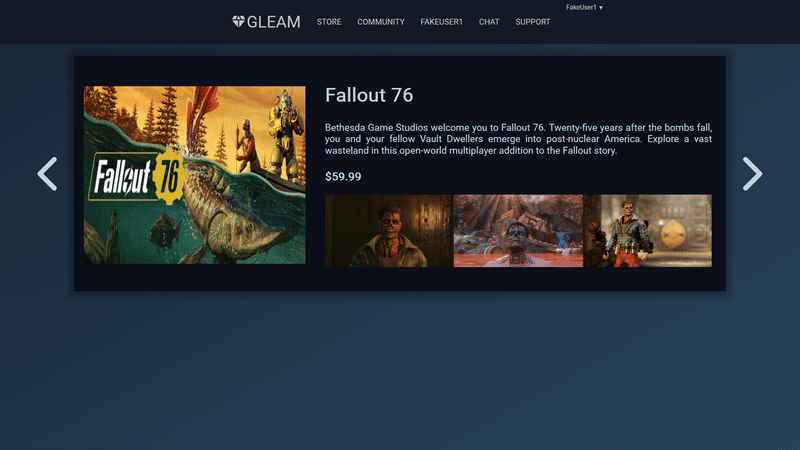 FakeUser1 ▼
GLEAM STORE COMMUNITY FAKEUSER1 CHAT SUPPORT
Fallout 76
Fallout 76
Bethesda Game Studios welcome you to Fallout 76. Twenty-five years after the bombs fall,
you and your fellow Vault Dwellers emerge into post-nuclear America. Explore a vast
wasteland in this open-world multiplayer addition to the Fallout story.
$59.99